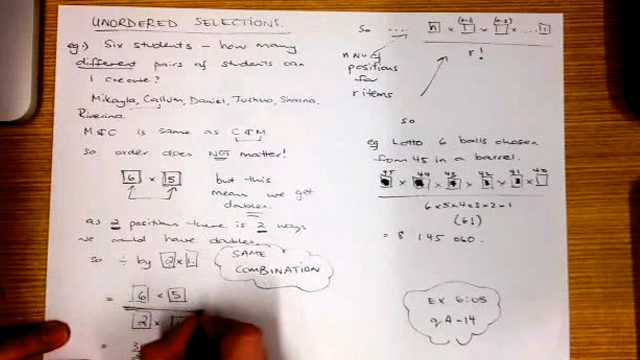 UNORDERED SELECTIONS.
eg.) Six students - how many
different pairs of students can
I create?
Mikayla, Callum, Daniel, Joshua,
Riverina.
M & C is same as C & M
so order does NOT matter!
6 × 5
but this
mean we get
doubles.
as 2 positions there is 2 ways
we could have doubles
so ÷ by 2 × 1
SAME
COMBINATION
= 6 × 5
2 ×
=
so
n × (n-1) × (n-2) × ... 1
r!
positions
for
r items
so
eg Lotto 6 balls chosen
from 45 in a barrel.
45 × 44 × 43 × 42 × 41 × 40
6×5×4×3×2×1
(6!)
= 8 145 060.
EX 6:05
Q 1-14